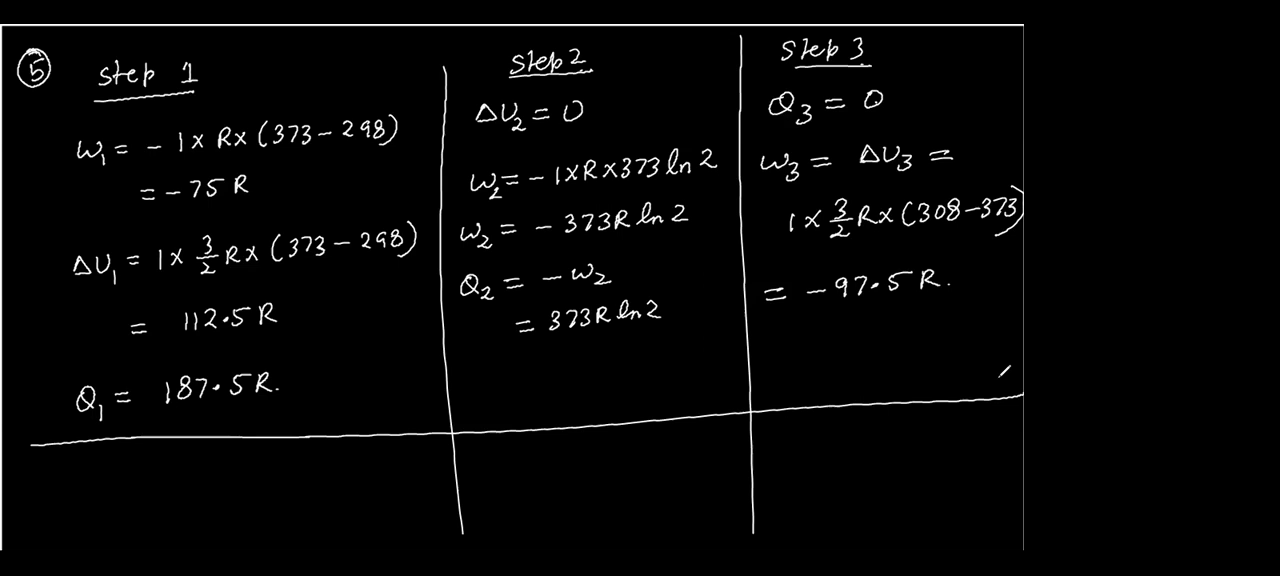 ⑤ Step 1
W₁ = - 1 × R × (373 - 298)
= - 75 R
ΔU₁ = 1 × 3/2 R × (373 - 298)
= 112.5 R
Q₁ = 187.5 R.
Step 2
ΔU₂ = 0
W₂ = - 1 × R × 373 ln 2
W₂ = - 373 R ln 2
Q₂ = - W₂
= 373 R ln 2
Step 3
Q₃ = 0
W₃ = ΔU₃ =
1 × 3/2 R × (308 - 373)
= - 97.5 R.